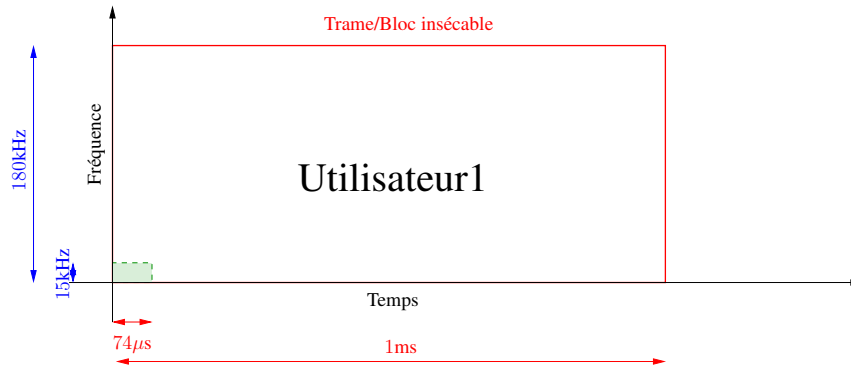 Trame/Bloc insécable
180kHz
Fréquence
Utilisateur1
15kHz
Temps
74μs
1ms